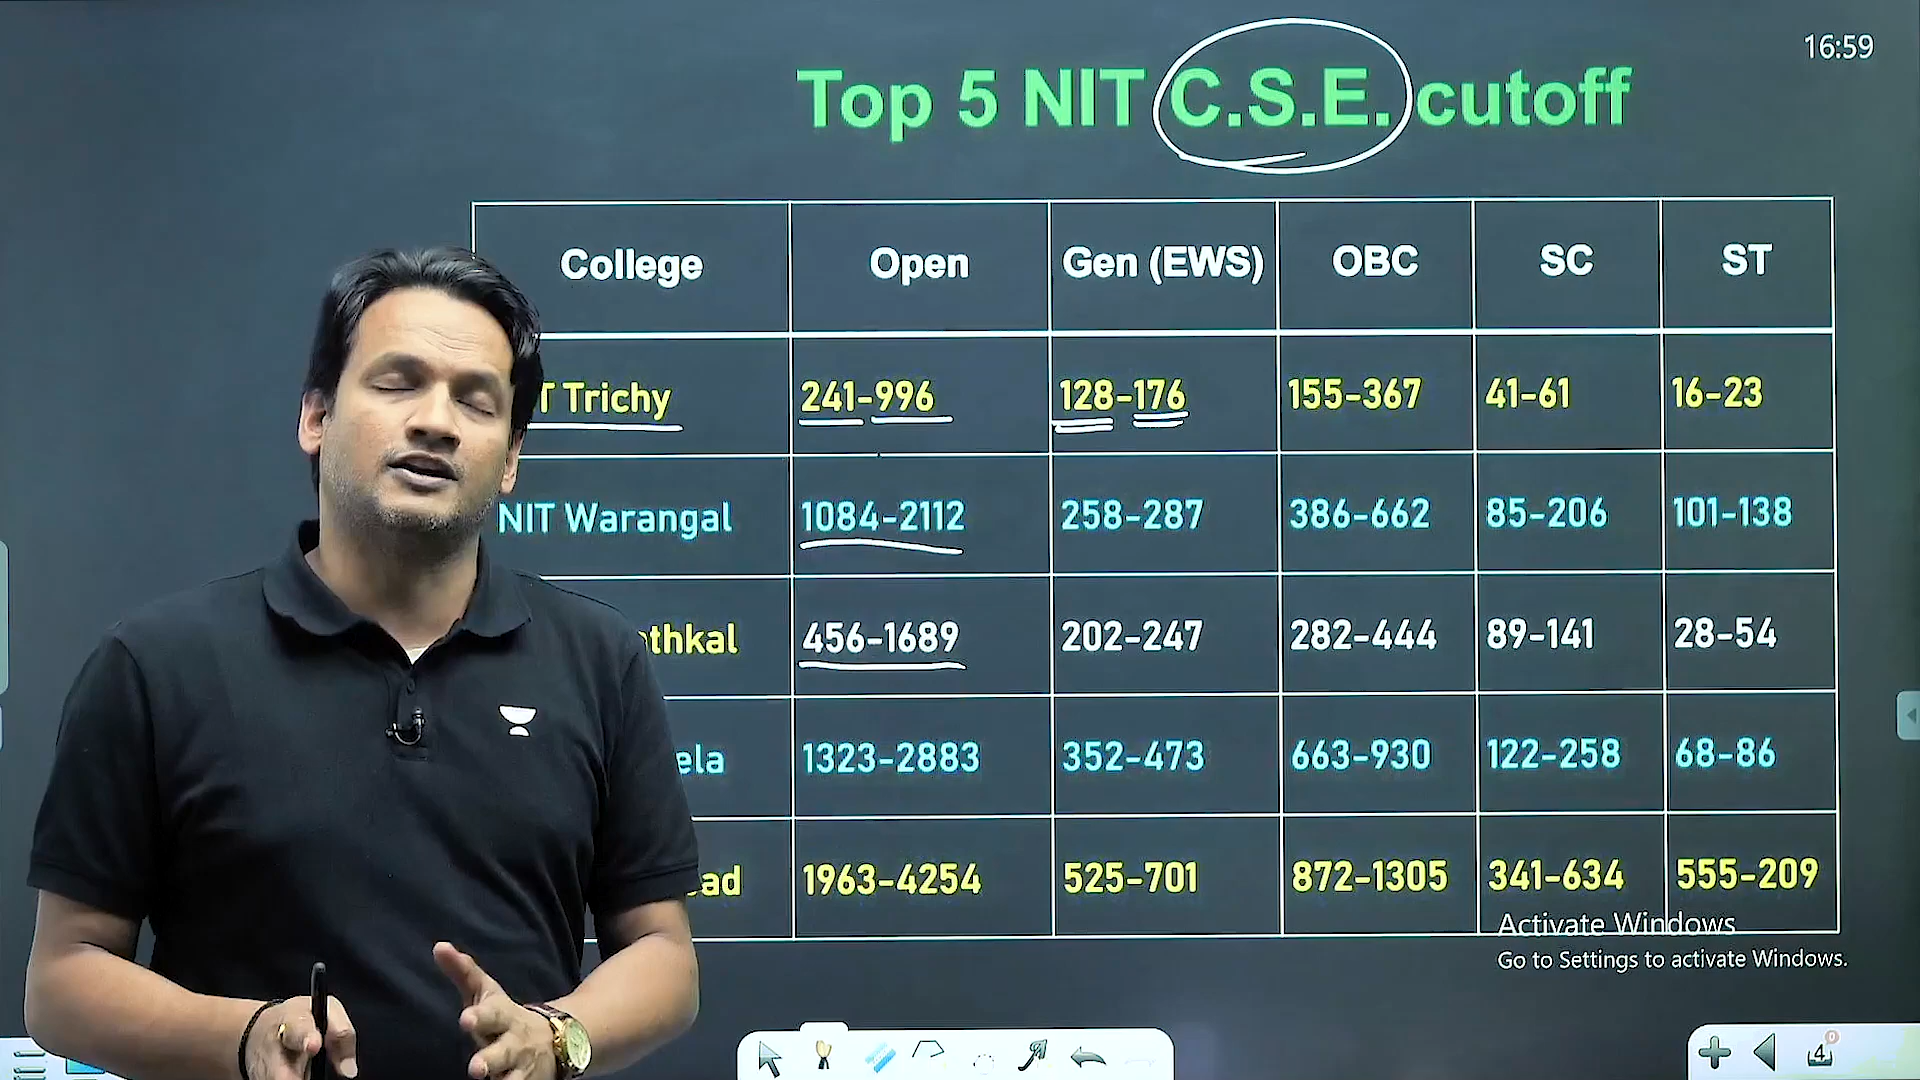 16:59
Top 5 NIT C.S.E. cutoff
College Open Gen (EWS) OBC SC ST
T Trichy 241-996 128-176 155-367 41-61 16-23
NIT Warangal 1084-2112 258-287 386-662 85-206 101-138
thkal 456-1689 202-247 282-444 89-141 28-54
ela 1323-2883 352-473 663-930 122-258 68-86
ad 1963-4254 525-701 872-1305 341-634 555-209
Activate Windows
Go to Settings to activate Windows.
4
0